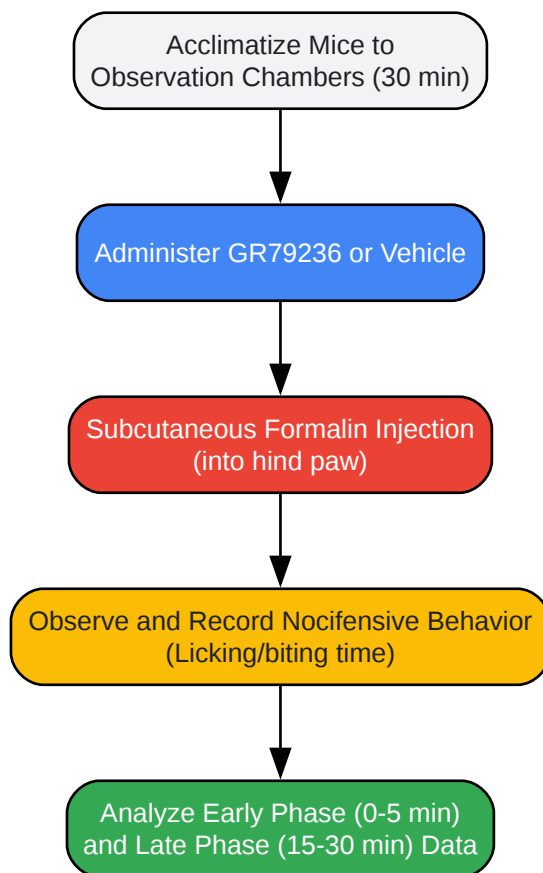 Acclimatize Mice to
Observation Chambers (30 min)
Administer GR79236 or Vehicle
Subcutaneous Formalin Injection
(into hind paw)
Observe and Record Nocifensive Behavior
(Licking/biting time)
Analyze Early Phase (0-5 min)
and Late Phase (15-30 min) Data